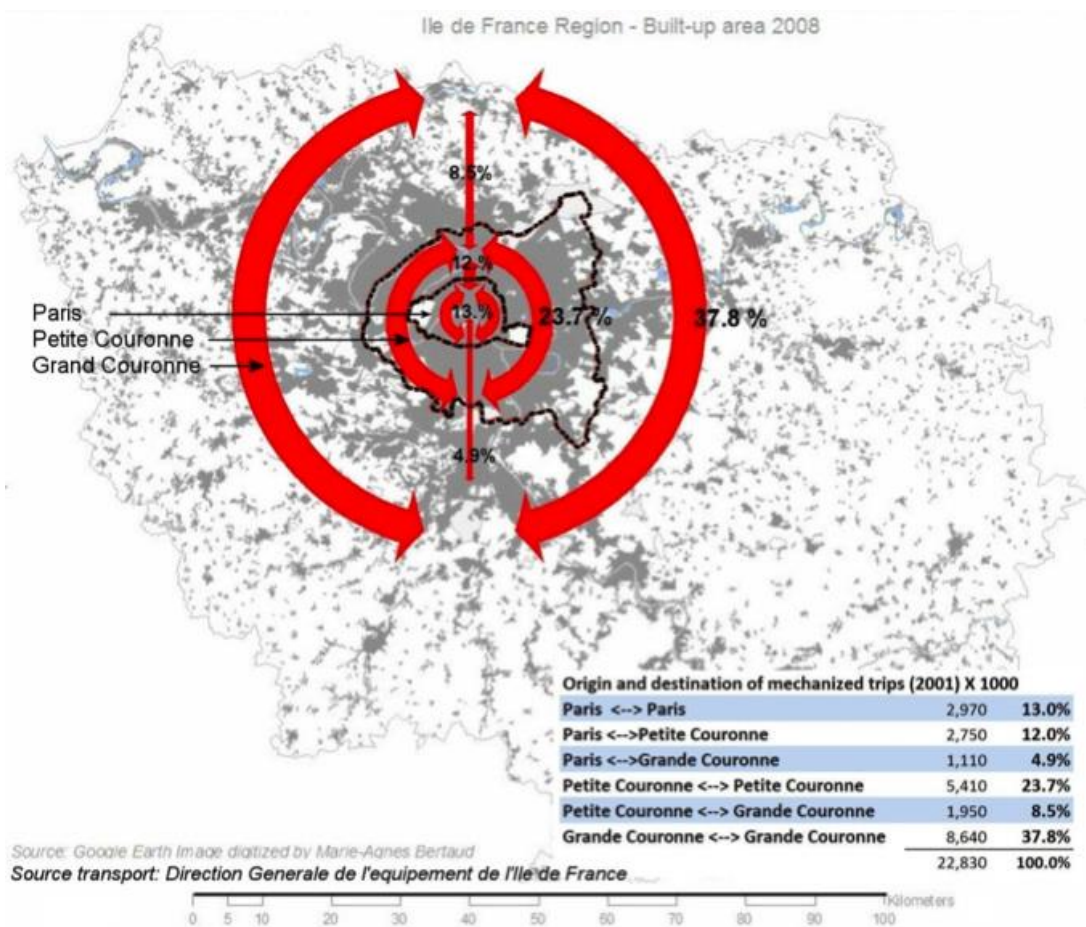 Ile de France Region - Built-up area 2008
8.5%
12.%
13.%
23.7%
37.8 %
Paris
Petite Couronne
Grand Couronne
4.9%
Origin and destination of mechanized trips (2001) X 1000
Paris <--> Paris 2,970 13.0%
Paris <-->Petite Couronne 2,750 12.0%
Paris <-->Grande Couronne 1,110 4.9%
Petite Couronne <--> Petite Couronne 5,410 23.7%
Petite Couronne <--> Grande Couronne 1,950 8.5%
Grande Couronne <--> Grande Couronne 8,640 37.8%
22,830 100.0%
Source: Google Earth Image digitized by Marie-Agnes Bertaud
Source transport: Direction Generale de l'equipement de l'Ile de France
Kilometers
0 5 10 20 30 40 50 60 70 80 90 100